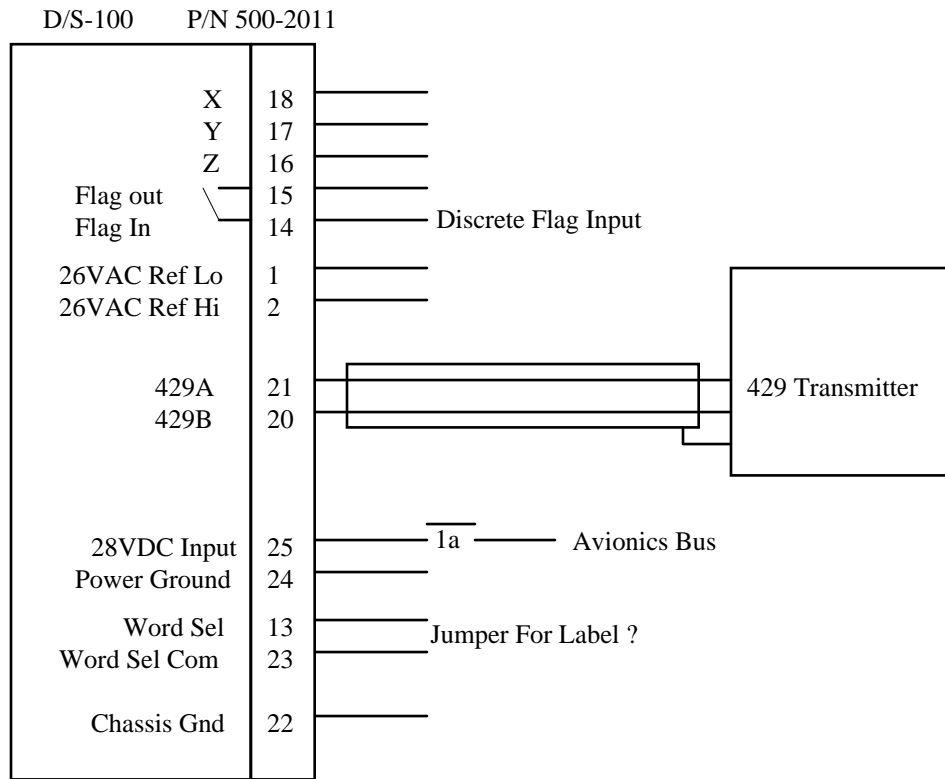 D/S-100 P/N 500-2011
X 18
Y 17
Z 16
Flag out 15
Flag In 14 Discrete Flag Input
26VAC Ref Lo 1
26VAC Ref Hi 2
429A 21 429 Transmitter
429B 20
28VDC Input 25 1a Avionics Bus
Power Ground 24
Word Sel 13 Jumper For Label ?
Word Sel Com 23
Chassis Gnd 22